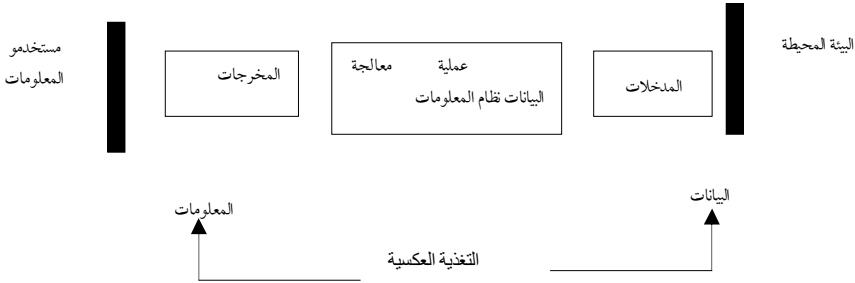 البيئة المحيطة
المدخلات
عملية معالجة
البيانات نظام المعلومات
المخرجات
مستخدمو
المعلومات
البيانات
المعلومات
التغذية العكسية